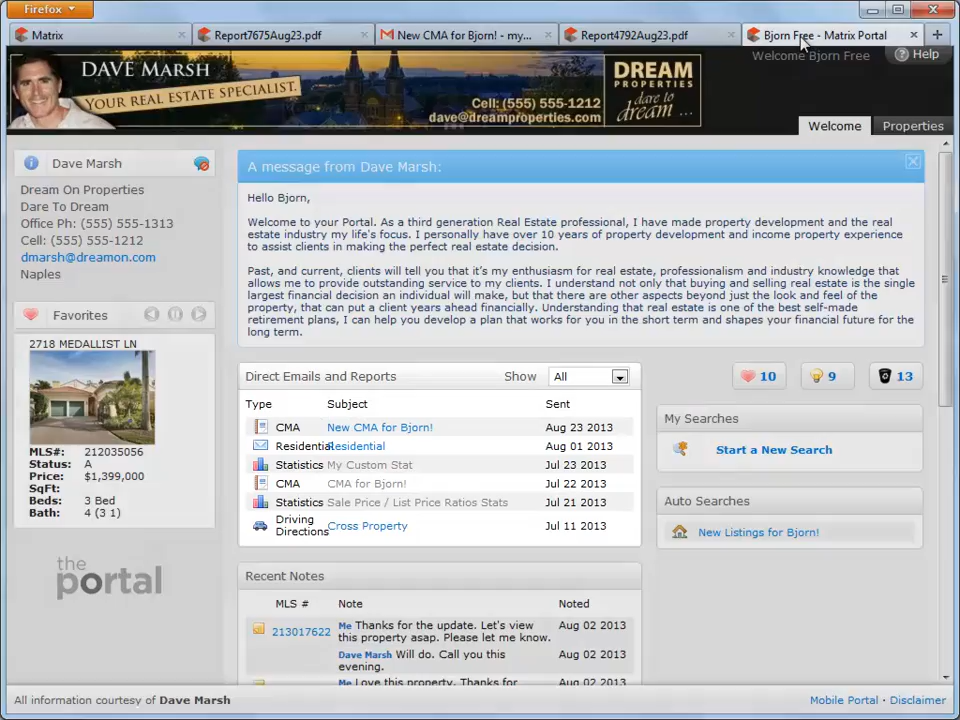 Firefox
Matrix
Report7675Aug23.pdf
New CMA for Bjorn! - my...
Report4792Aug23.pdf
Bjorn Free - Matrix Portal
DAVE MARSH
YOUR REAL ESTATE SPECIALIST.
Cell: (555) 555-1212
dave@dreamproperties.com
DREAM
PROPERTIES
dare to
dream ...
Welcome Bjorn Free
Help
Welcome
Properties
Dave Marsh
Dream On Properties
Dare To Dream
Office Ph: (555) 555-1313
Cell: (555) 555-1212
dmarsh@dreamon.com
Naples
Favorites
2718 MEDALLIST LN
MLS#: 212035056
Status: A
Price: $1,399,000
SqFt:
Beds: 3 Bed
Bath: 4 (3 1)
the
portal
A message from Dave Marsh:
Hello Bjorn,
Welcome to your Portal. As a third generation Real Estate professional, I have made property development and the real
estate industry my life's focus. I personally have over 10 years of property development and income property experience
to assist clients in making the perfect real estate decision.
Past, and current, clients will tell you that it's my enthusiasm for real estate, professionalism and industry knowledge that
allows me to provide outstanding service to my clients. I understand not only that buying and selling real estate is the single
largest financial decision an individual will make, but that there are other aspects beyond just the look and feel of the
property, that can put a client years ahead financially. Understanding that real estate is one of the best self-made
retirement plans, I can help you develop a plan that works for you in the short term and shapes your financial future for the
long term.
Direct Emails and Reports
Show All
Type Subject Sent
CMA New CMA for Bjorn! Aug 23 2013
Residential Residential Aug 01 2013
Statistics My Custom Stat Jul 23 2013
CMA CMA for Bjorn! Jul 22 2013
Statistics Sale Price / List Price Ratios Stats Jul 21 2013
Driving
Directions Cross Property Jul 11 2013
10
9
13
My Searches
Start a New Search
Auto Searches
New Listings for Bjorn!
Recent Notes
MLS # Note Noted
213017622 Me Thanks for the update. Let's view Aug 02 2013
this property asap. Please let me know.
Dave Marsh Will do. Call you this Aug 02 2013
evening.
Me Love this property. Thanks for Aug 02 2013
All information courtesy of Dave Marsh
Mobile Portal · Disclaimer